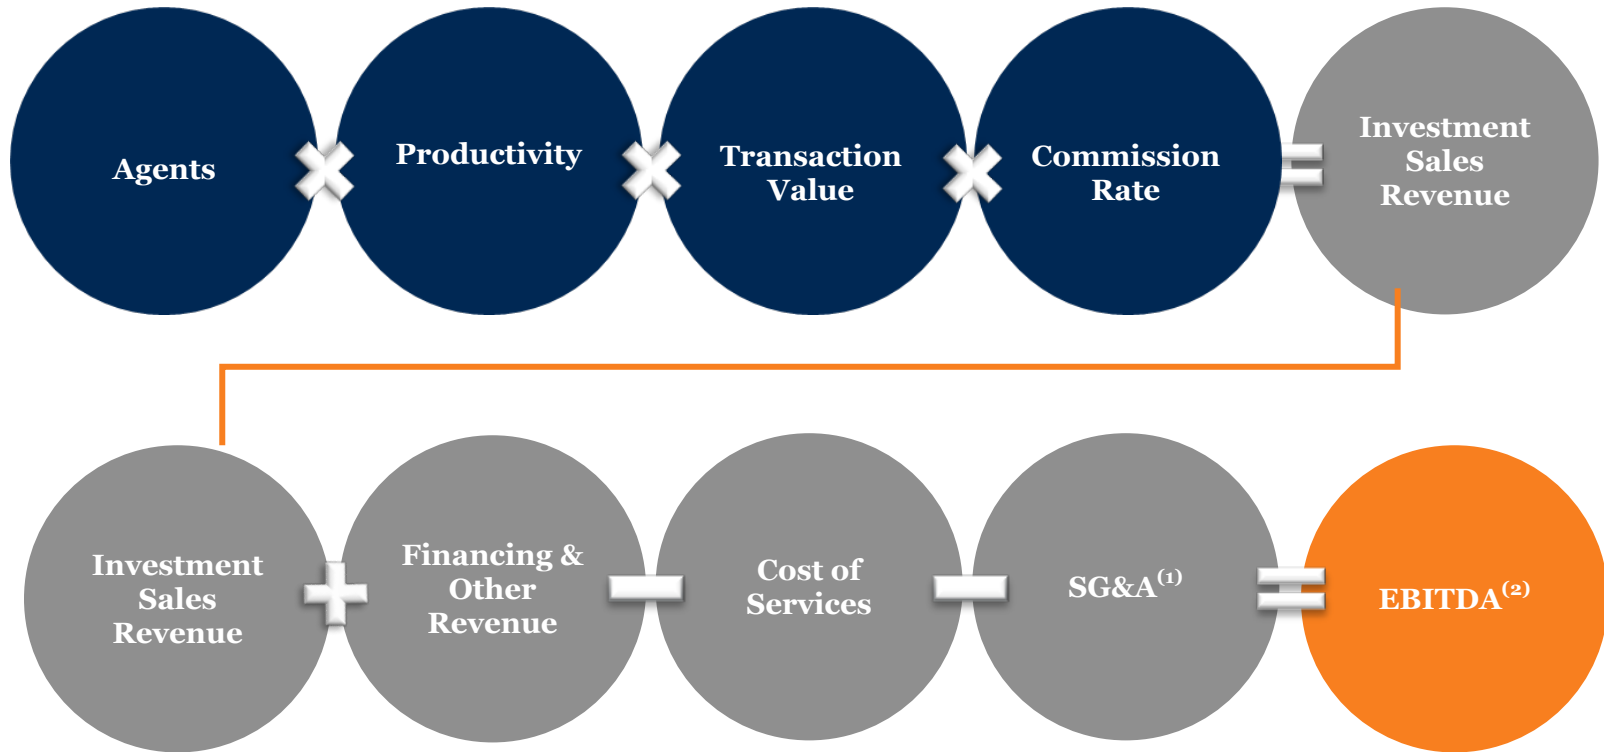 Agents
Productivity
Transaction
Value
Commission
Rate
Investment
Sales
Revenue
Investment
Sales
Revenue
Financing &
Other
Revenue
Cost of
Services
SG&A(1)
EBITDA(2)